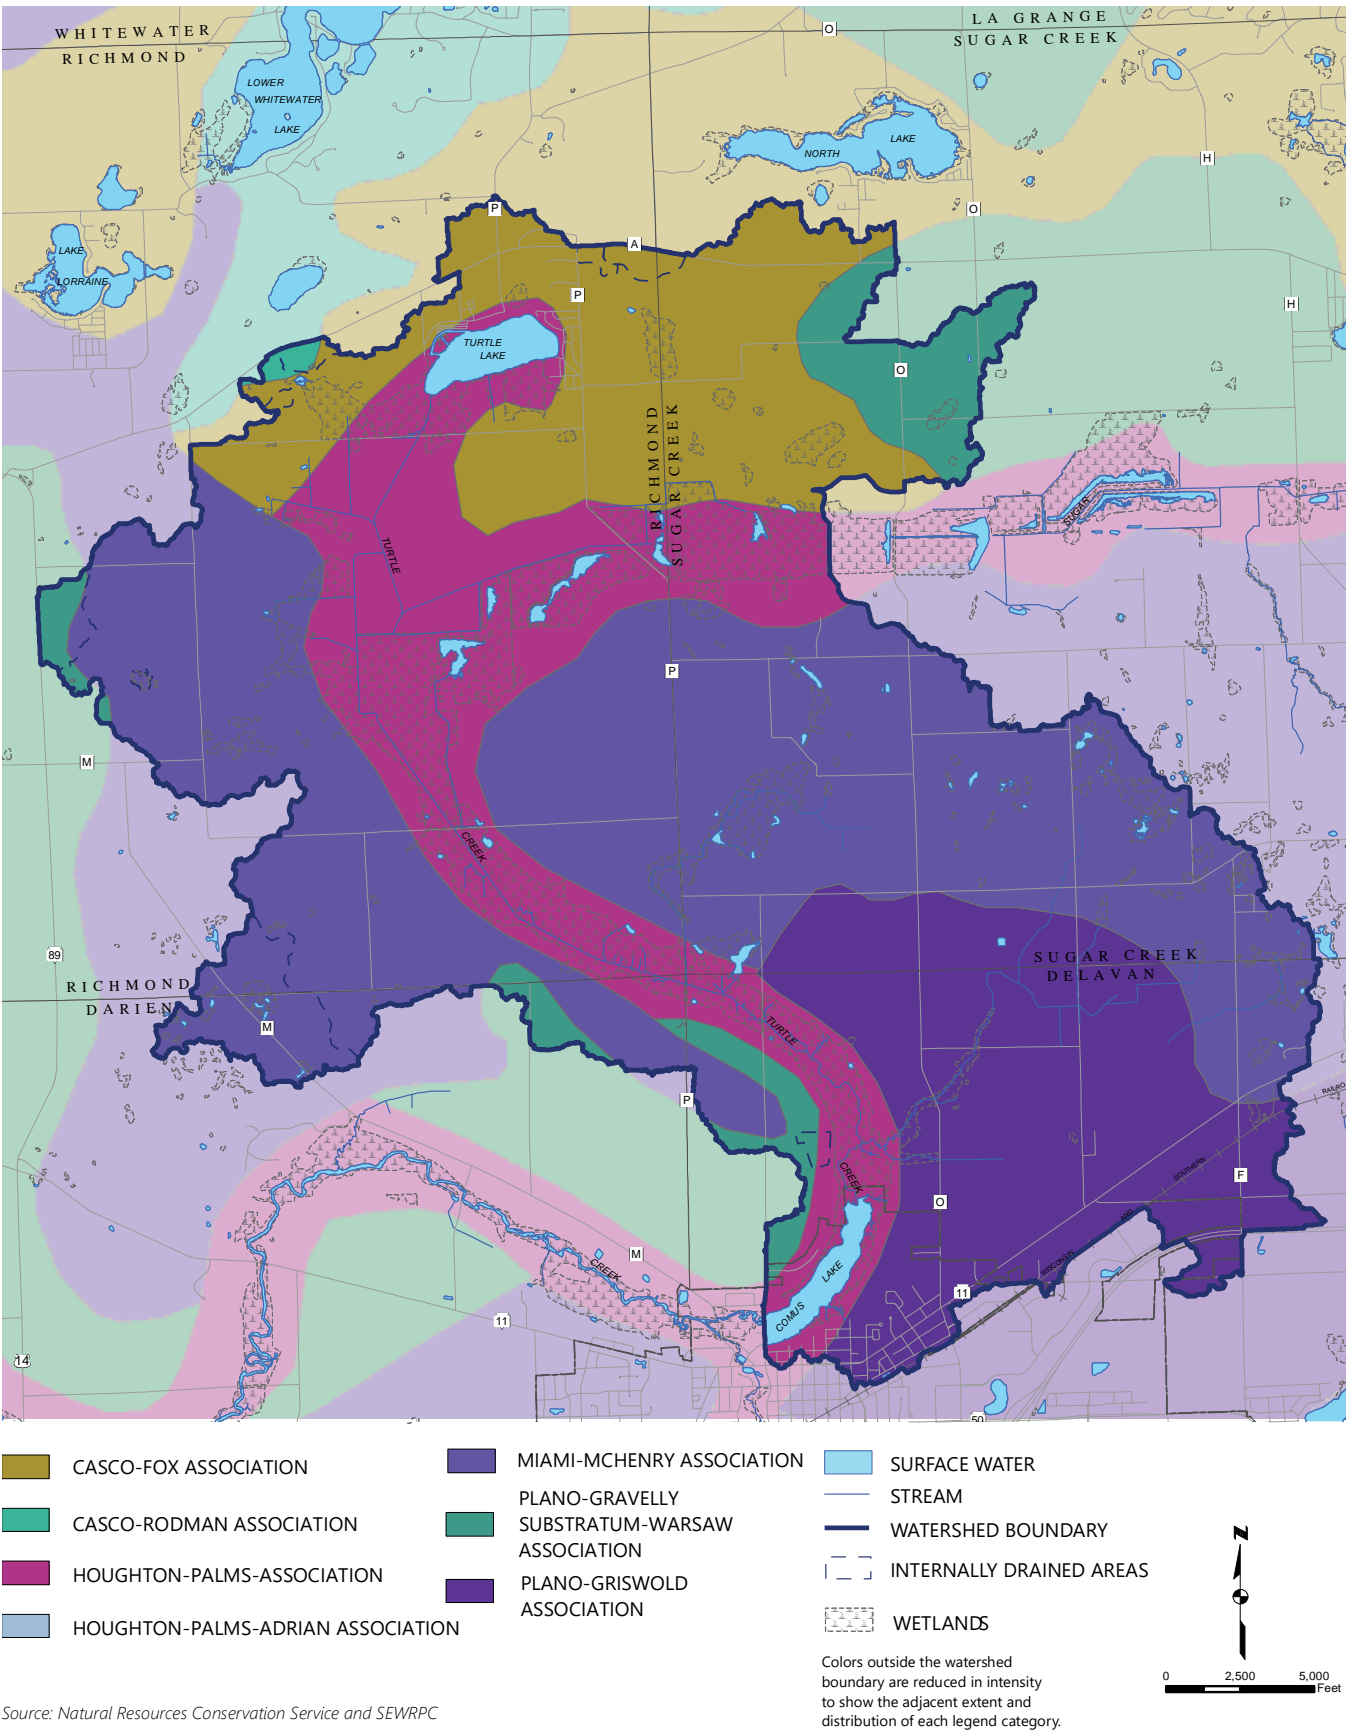 WHITEWATER
RICHMOND
LA GRANGE
SUGAR CREEK
O
LOWER
WHITEWATER
LAKE
NORTH
LAKE
H
P
O
A
LAKE
LORRAINE
P
H
TURTLE
LAKE
O
RICHMOND
SUGAR CREEK
SUGAR
TURTLE
P
M
CREEK
89
SUGAR CREEK
DELAVAN
RICHMOND
DARIEN
M
TURTLE
P
RAILRO
SOUTHERN
F
CREEK
O
AND
WISCONSIN
M
CREEK
LAKE
COMUS
11
11
14
50
CASCO-FOX ASSOCIATION
CASCO-RODMAN ASSOCIATION
HOUGHTON-PALMS-ASSOCIATION
HOUGHTON-PALMS-ADRIAN ASSOCIATION
MIAMI-MCHENRY ASSOCIATION
PLANO-GRAVELLY
SUBSTRATUM-WARSAW
ASSOCIATION
PLANO-GRISWOLD
ASSOCIATION
SURFACE WATER
STREAM
WATERSHED BOUNDARY
INTERNALLY DRAINED AREAS
WETLANDS
Colors outside the watershed
boundary are reduced in intensity
to show the adjacent extent and
distribution of each legend category.
N
0 2,500 5,000
Feet
Source: Natural Resources Conservation Service and SEWRPC